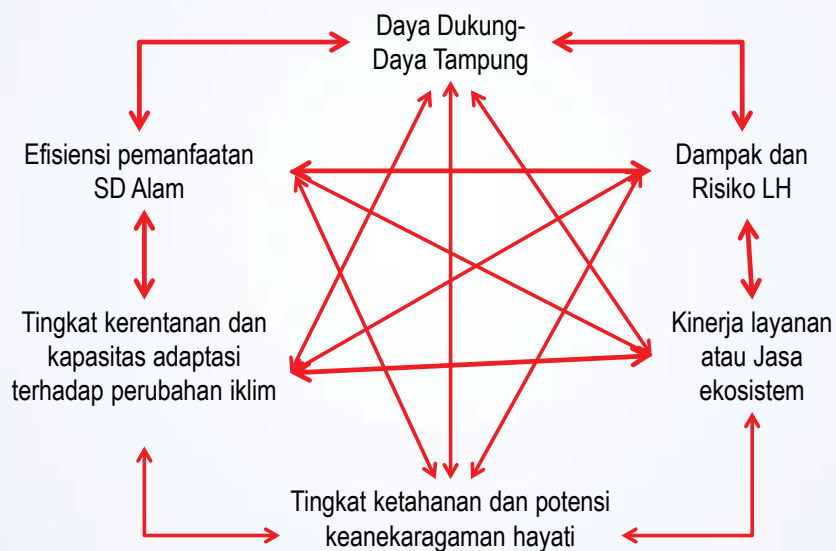 Daya Dukung-
Daya Tampung
Efisiensi pemanfaatan
SD Alam
Dampak dan
Risiko LH
Tingkat kerentanan dan
kapasitas adaptasi
terhadap perubahan iklim
Kinerja layanan
atau Jasa
ekosistem
Tingkat ketahanan dan potensi
keanekaragaman hayati